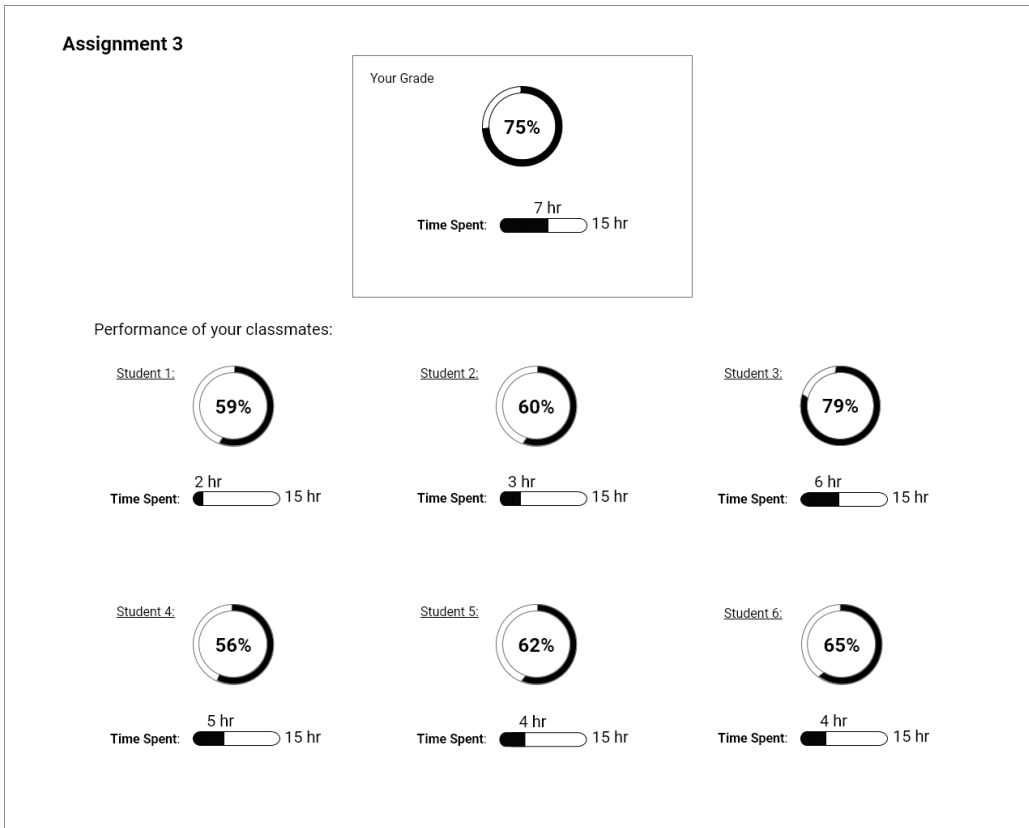 Assignment 3
Your Grade
75%
7 hr
Time Spent: 15 hr
Performance of your classmates:
Student 1: Student 2: Student 3:
59% 60% 79%
2 hr 3 hr 6 hr
Time Spent: 15 hr Time Spent: 15 hr Time Spent: 15 hr
Student 4: Student 5: Student 6:
56% 62% 65%
5 hr 4 hr 4 hr
Time Spent: 15 hr Time Spent: 15 hr Time Spent: 15 hr